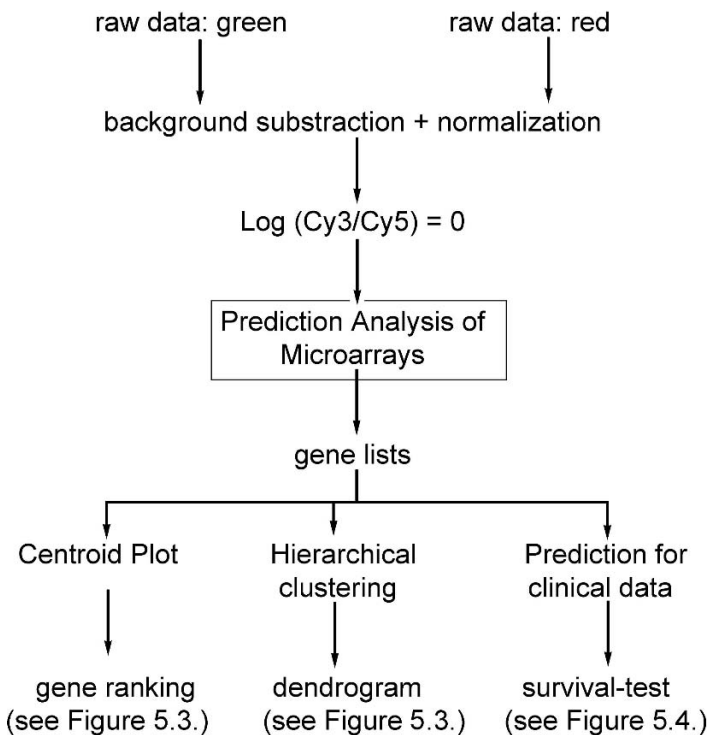 raw data: green
raw data: red
background substraction + normalization
Log (Cy3/Cy5) = 0
Prediction Analysis of
Microarrays
gene lists
Centroid Plot
Hierarchical
clustering
Prediction for
clinical data
gene ranking
(see Figure 5.3.)
dendrogram
(see Figure 5.3.)
survival-test
(see Figure 5.4.)